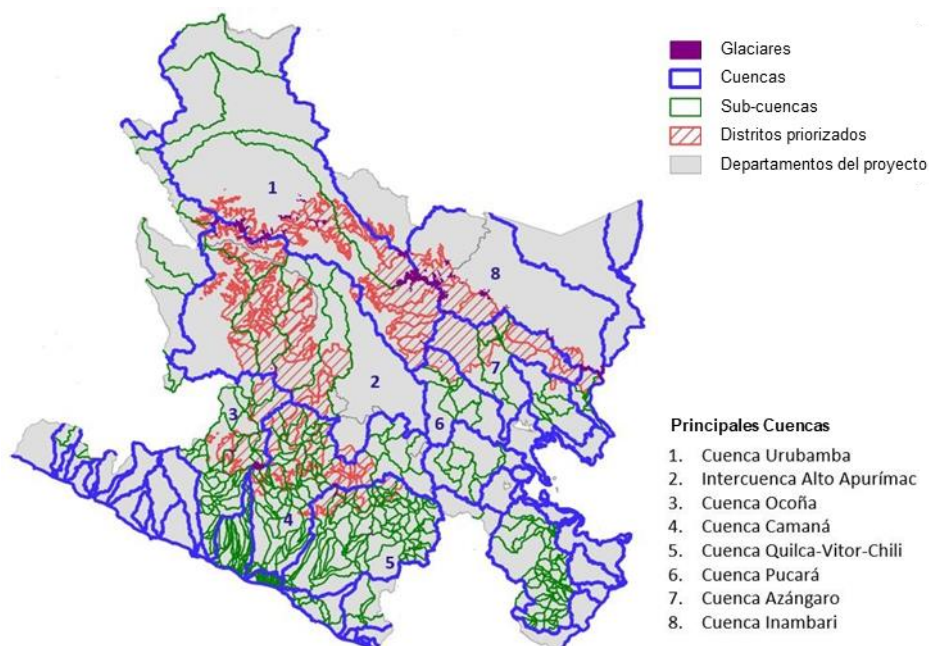 Glaciares
Cuencas
Sub-cuencas
Distritos priorizados
Departamentos del proyecto
1
8
2
7
3
6
4
5
Principales Cuencas
1. Cuenca Urubamba
2. Intercuenca Alto Apurímac
3. Cuenca Ocoña
4. Cuenca Camaná
5. Cuenca Quilca-Vitor-Chili
6. Cuenca Pucará
7. Cuenca Azángaro
8. Cuenca Inambari